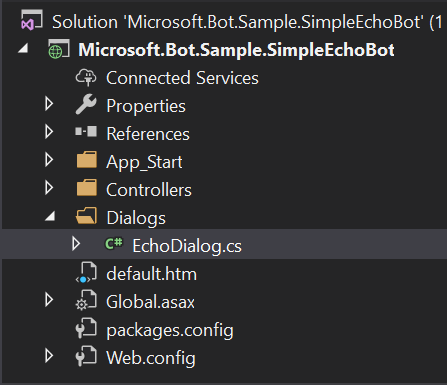 Solution 'Microsoft.Bot.Sample.SimpleEchoBot' (1
Microsoft.Bot.Sample.SimpleEchoBot
Connected Services
Properties
References
App_Start
Controllers
Dialogs
C# EchoDialog.cs
default.htm
Global.asax
packages.config
Web.config